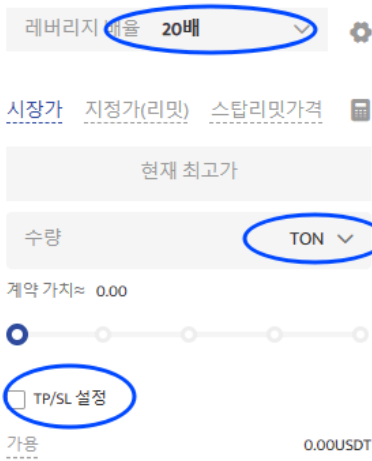 레버리지 배율 20배
시장가 지정가(리밋) 스탑리밋가격
현재 최고가
수량 TON
계약 가치≈ 0.00
TP/SL 설정
가용 0.00USDT